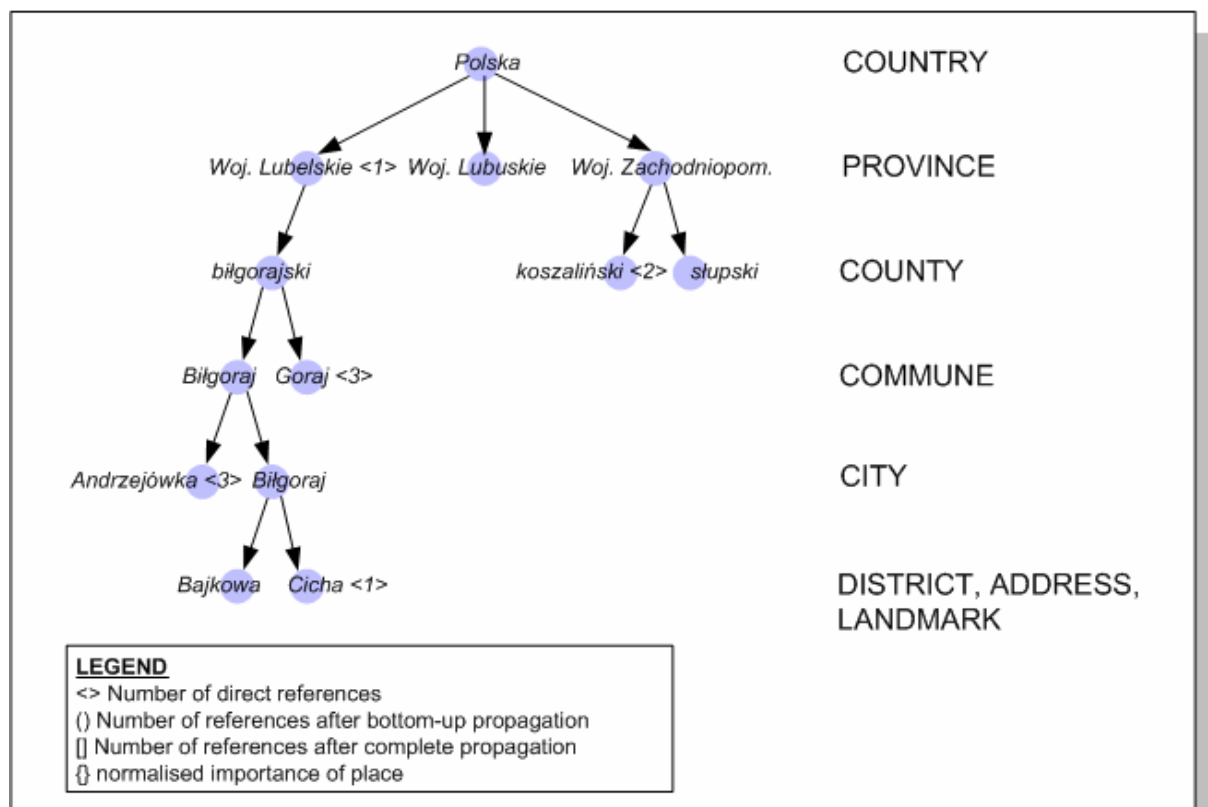 Polska
COUNTRY
Woj. Lubelskie <1>
Woj. Lubuskie
Woj. Zachodniopom.
PROVINCE
biłgorajski
koszaliński <2>
słupski
COUNTY
Biłgoraj
Goraj <3>
COMMUNE
Andrzejówka <3>
Biłgoraj
CITY
Bajkowa
Cicha <1>
DISTRICT, ADDRESS,
LANDMARK
LEGEND
<> Number of direct references
() Number of references after bottom-up propagation
[] Number of references after complete propagation
{} normalised importance of place